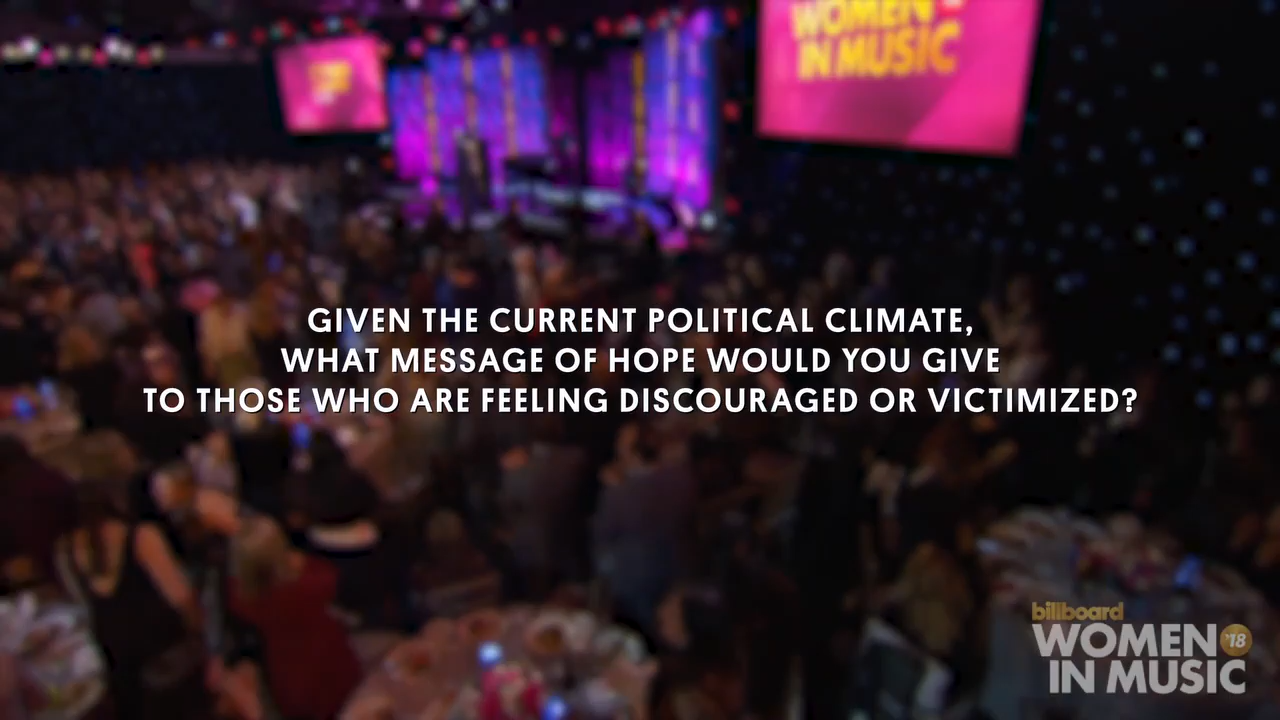 WOMEN
IN MUSIC
GIVEN THE CURRENT POLITICAL CLIMATE,
WHAT MESSAGE OF HOPE WOULD YOU GIVE
TO THOSE WHO ARE FEELING DISCOURAGED OR VICTIMIZED?
billboard
WOMEN '18
IN MUSIC